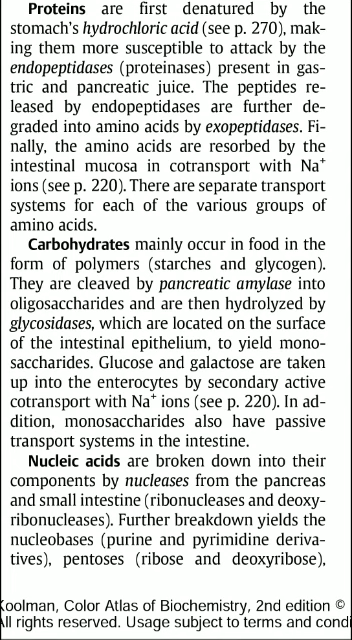 Proteins are first denatured by the
stomach's hydrochloric acid (see p. 270), mak-
ing them more susceptible to attack by the
endopeptidases (proteinases) present in gas-
tric and pancreatic juice. The peptides re-
leased by endopeptidases are further de-
graded into amino acids by exopeptidases. Fi-
nally, the amino acids are resorbed by the
intestinal mucosa in cotransport with Na⁺
ions (see p. 220). There are separate transport
systems for each of the various groups of
amino acids.
Carbohydrates mainly occur in food in the
form of polymers (starches and glycogen).
They are cleaved by pancreatic amylase into
oligosaccharides and are then hydrolyzed by
glycosidases, which are located on the surface
of the intestinal epithelium, to yield mono-
saccharides. Glucose and galactose are taken
up into the enterocytes by secondary active
cotransport with Na⁺ ions (see p. 220). In ad-
dition, monosaccharides also have passive
transport systems in the intestine.
Nucleic acids are broken down into their
components by nucleases from the pancreas
and small intestine (ribonucleases and deoxy-
ribonucleases). Further breakdown yields the
nucleobases (purine and pyrimidine deriva-
tives), pentoses (ribose and deoxyribose),
Koolman, Color Atlas of Biochemistry, 2nd edition ©
All rights reserved. Usage subject to terms and condi